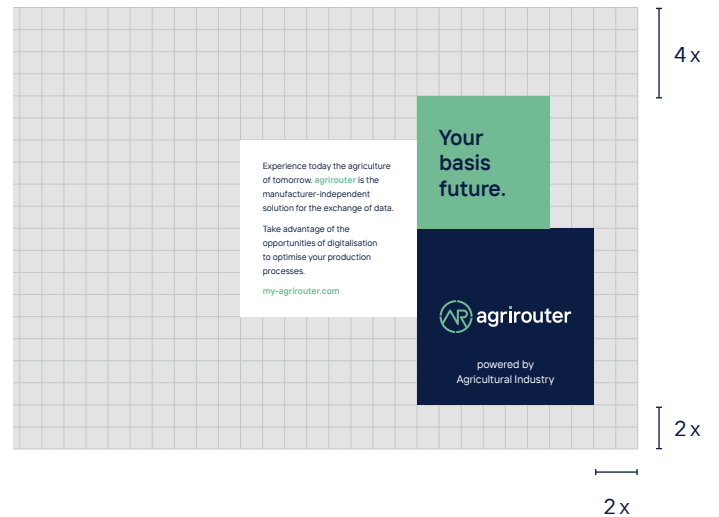 4 x
Your
basis
future.
Experience today the agriculture
of tomorrow. agrirouter is the
manufacturer-independent
solution for the exchange of data.
Take advantage of the
opportunities of digitalisation
to optimise your production
processes.
my-agrirouter.com
AR agrirouter
powered by
Agricultural Industry
2 x
2 x